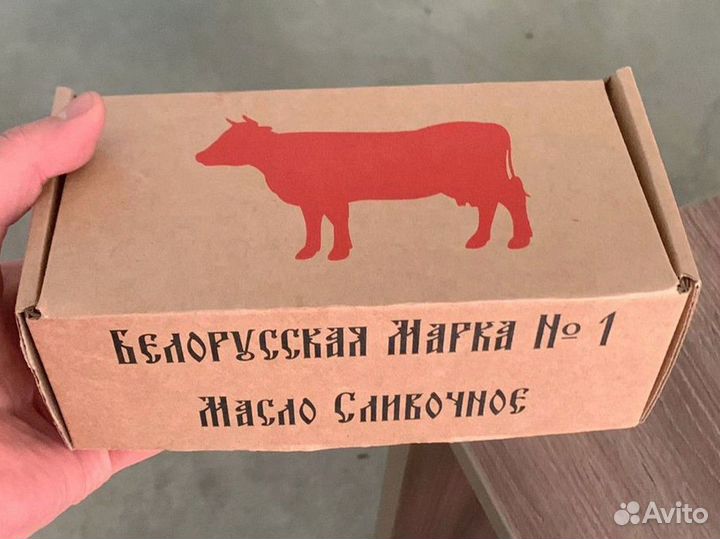 Белорусская Марка № 1
Масло Сливочное
Avito